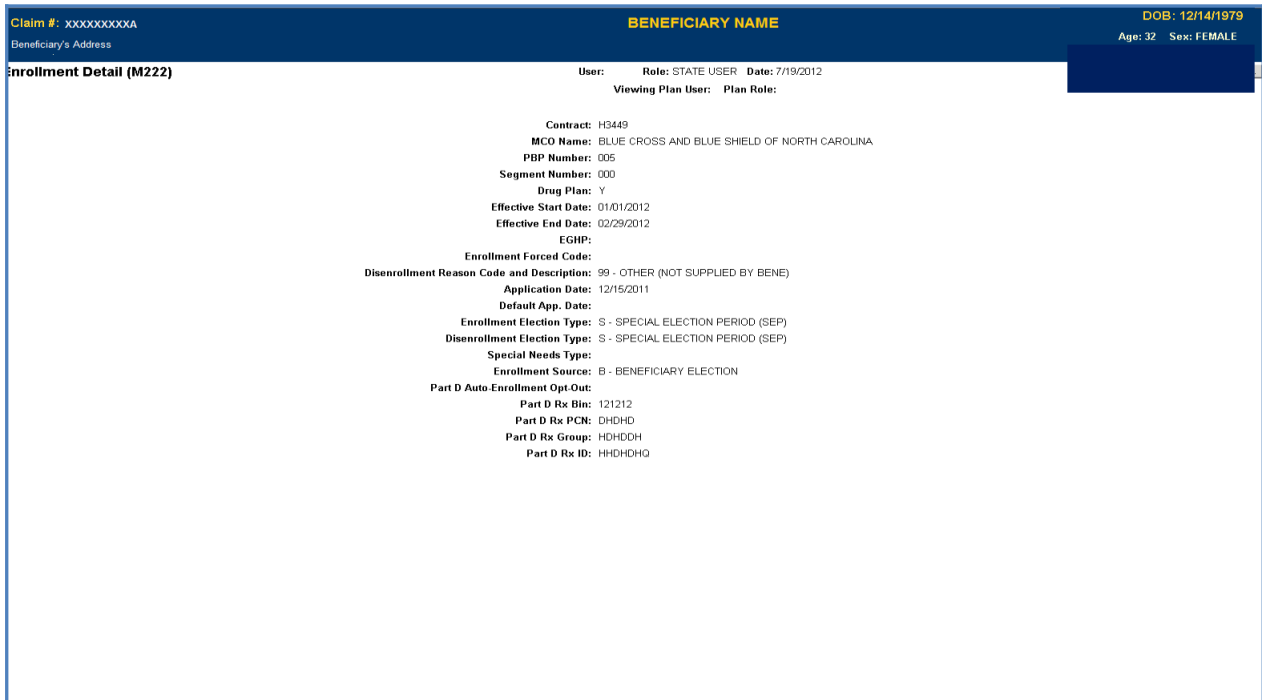 Claim #: XXXXXXXXXA
BENEFICIARY NAME
DOB: 12/14/1979
Beneficiary's Address
Age: 32 Sex: FEMALE
Enrollment Detail (M222)
User: Role: STATE USER Date: 7/19/2012
Viewing Plan User: Plan Role:
Contract: H3449
MCO Name: BLUE CROSS AND BLUE SHIELD OF NORTH CAROLINA
PBP Number: 005
Segment Number: 000
Drug Plan: Y
Effective Start Date: 01/01/2012
Effective End Date: 02/29/2012
EGHP:
Enrollment Forced Code:
Disenrollment Reason Code and Description: 99 - OTHER (NOT SUPPLIED BY BENE)
Application Date: 12/15/2011
Default App. Date:
Enrollment Election Type: S - SPECIAL ELECTION PERIOD (SEP)
Disenrollment Election Type: S - SPECIAL ELECTION PERIOD (SEP)
Special Needs Type:
Enrollment Source: B - BENEFICIARY ELECTION
Part D Auto-Enrollment Opt-Out:
Part D Rx Bin: 121212
Part D Rx PCN: DHDHD
Part D Rx Group: HDHDDH
Part D Rx ID: HHDHDHQ